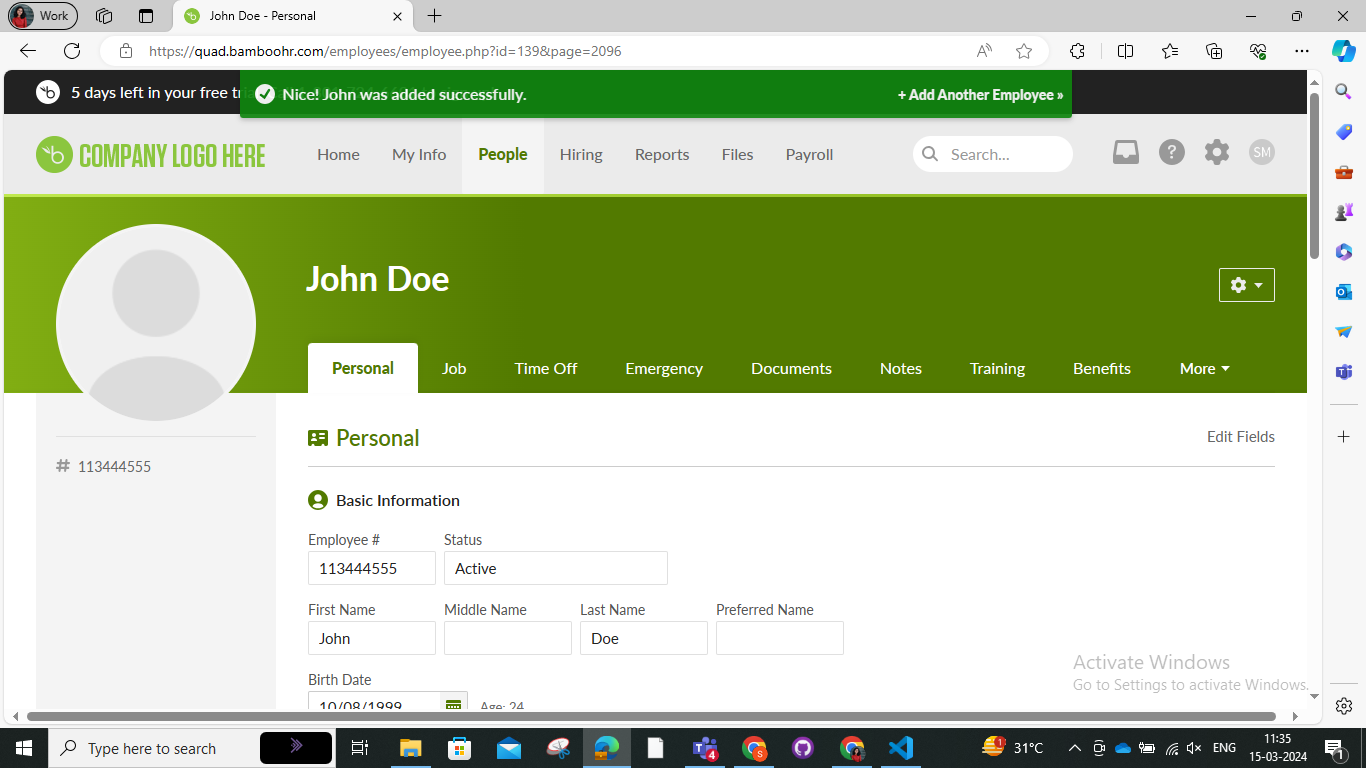 Work
John Doe - Personal
https://quad.bamboohr.com/employees/employee.php?id=139&page=2096
5 days left in your free
Nice! John was added successfully.
+ Add Another Employee »
COMPANY LOGO HERE
Home
My Info
People
Hiring
Reports
Files
Payroll
Search...
SM
John Doe
Personal
Job
Time Off
Emergency
Documents
Notes
Training
Benefits
More
# 113444555
Personal
Edit Fields
Basic Information
Employee #
Status
113444555
Active
First Name
Middle Name
Last Name
Preferred Name
John
Doe
Birth Date
10/08/1999
Age: 24
Activate Windows
Go to Settings to activate Windows.
Type here to search
4
S
1
31°C
ENG
11:35
15-03-2024
1